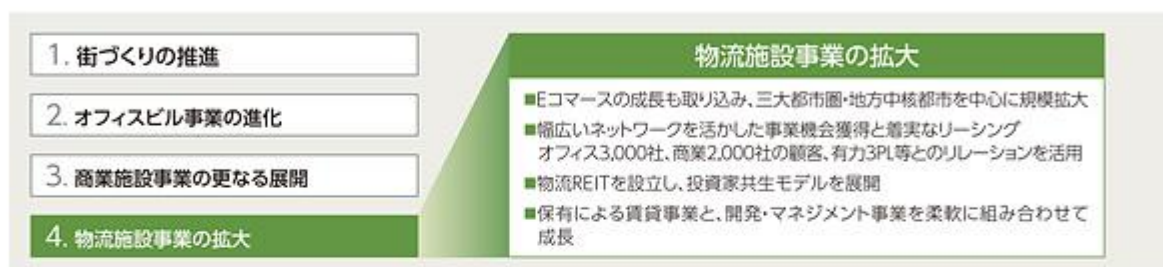 1. 街づくりの推進
2. オフィスビル事業の進化
3. 商業施設事業の更なる展開
4. 物流施設事業の拡大
物流施設事業の拡大
■Eコマースの成長も取り込み、三大都市圏・地方中核都市を中心に規模拡大
■幅広いネットワークを活かした事業機会獲得と着実なリーシング
オフィス3,000社、商業2,000社の顧客、有力3PL等とのリレーションを活用
■物流REITを設立し、投資家共生モデルを展開
■保有による賃貸事業と、開発・マネジメント事業を柔軟に組み合わせて
成長